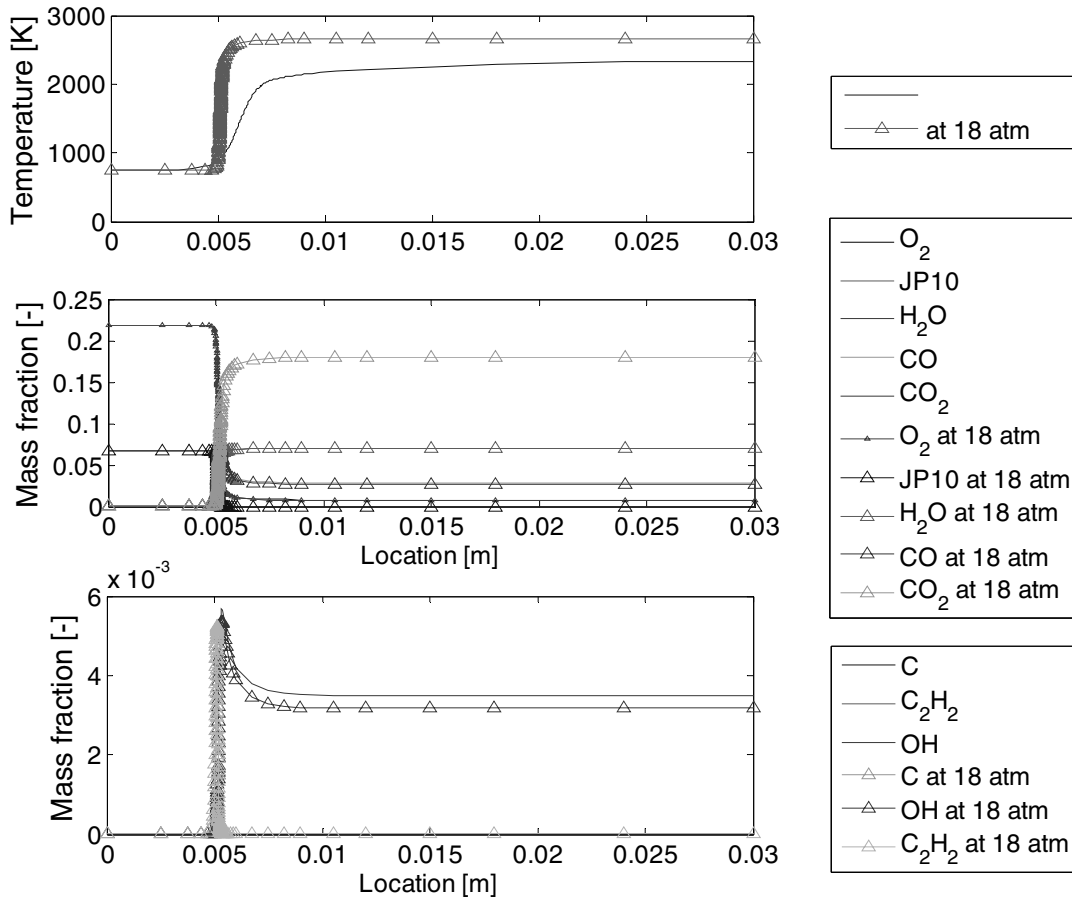 3000
2000
1000
0
Temperature [K]
0 0.005 0.01 0.015 0.02 0.025 0.03
at 18 atm
0.25
0.2
0.15
0.1
0.05
0
Mass fraction [-]
0 0.005 0.01 0.015 0.02 0.025 0.03
Location [m]
O₂
JP10
H₂O
CO
CO₂
O₂ at 18 atm
JP10 at 18 atm
H₂O at 18 atm
CO at 18 atm
CO₂ at 18 atm
x 10⁻³
6
4
2
0
Mass fraction [-]
0 0.005 0.01 0.015 0.02 0.025 0.03
Location [m]
C
C₂H₂
OH
C at 18 atm
OH at 18 atm
C₂H₂ at 18 atm